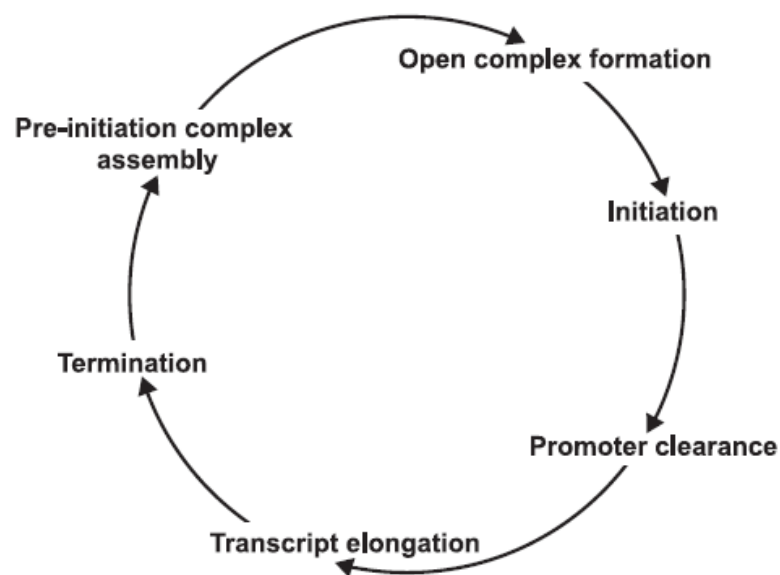 Open complex formation
Pre-initiation complex
assembly
Initiation
Termination
Promoter clearance
Transcript elongation